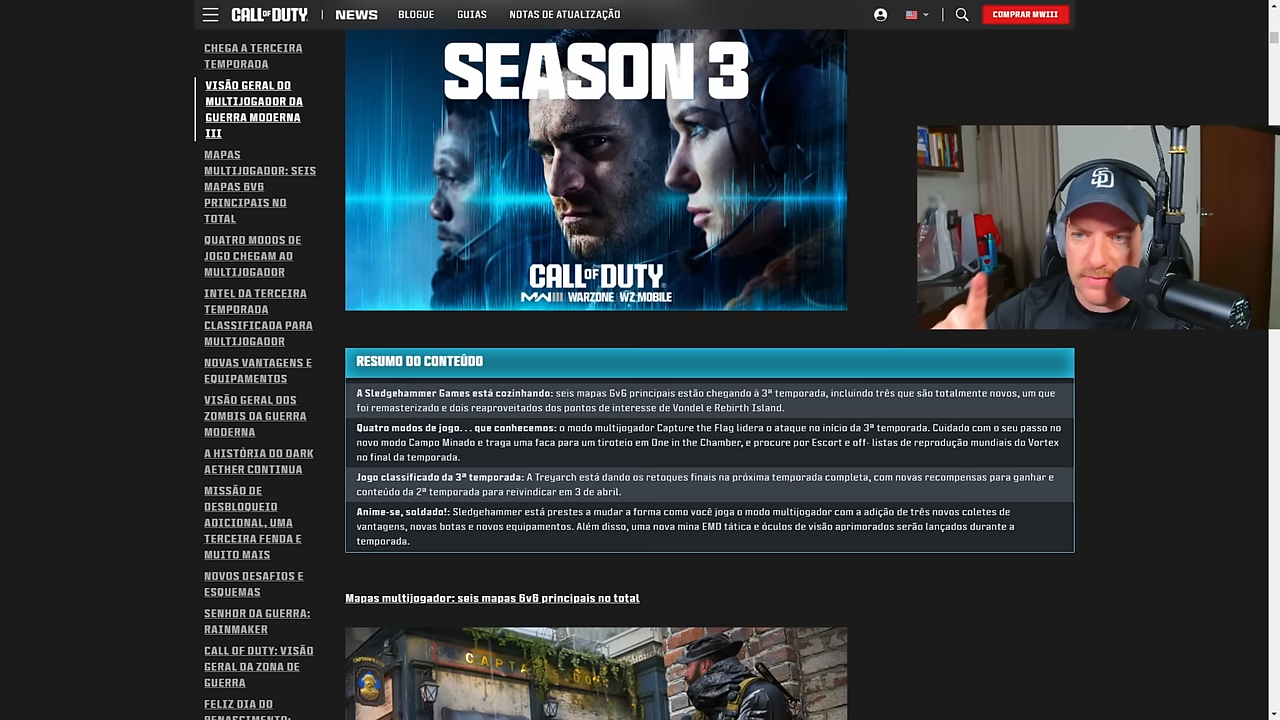 CALL OF DUTY
NEWS
BLOGUE
GUIAS
NOTAS DE ATUALIZAÇÃO
COMPRAR MWIII
CHEGA A TERCEIRA
TEMPORADA
VISÃO GERAL DO
MULTIJOGADOR DA
GUERRA MODERNA
III
MAPAS
MULTIJOGADOR: SEIS
MAPAS 6V6
PRINCIPAIS NO
TOTAL
QUATRO MODOS DE
JOGO CHEGAM AO
MULTIJOGADOR
INTEL DA TERCEIRA
TEMPORADA
CLASSIFICADA PARA
MULTIJOGADOR
NOVAS VANTAGENS E
EQUIPAMENTOS
VISÃO GERAL DOS
ZOMBIS DA GUERRA
MODERNA
A HISTÓRIA DO DARK
AETHER CONTINUA
MISSÃO DE
DESBLOQUEIO
ADICIONAL, UMA
TERCEIRA FENDA E
MUITO MAIS
NOVOS DESAFIOS E
ESQUEMAS
SENHOR DA GUERRA:
RAINMAKER
CALL OF DUTY: VISÃO
GERAL DA ZONA DE
GUERRA
FELIZ DIA DO
RENASCIMENTO:
SEASON 3
CALL OF DUTY
MWIII WARZONE WZ MOBILE
SD
RESUMO DO CONTEÚDO
A Sledgehammer Games está cozinhando: seis mapas 6v6 principais estão chegando à 3ª temporada, incluindo três que são totalmente novos, um que
foi remasterizado e dois reaproveitados dos pontos de interesse de Vondel e Rebirth Island.
Quatro modos de jogo. . . que conhecemos: o modo multijogador Capture the Flag lidera o ataque no início da 3ª temporada. Cuidado com o seu passo no
novo modo Campo Minado e traga uma faca para um tiroteio em One in the Chamber, e procure por Escort e off- listas de reprodução mundiais do Vortex
no final da temporada.
Jogo classificado da 3ª temporada: A Treyarch está dando os retoques finais na próxima temporada completa, com novas recompensas para ganhar e
conteúdo da 2ª temporada para reivindicar em 3 de abril.
Anime-se, soldado!: Sledgehammer está prestes a mudar a forma como você joga o modo multijogador com a adição de três novos coletes de
vantagens, novas botas e novos equipamentos. Além disso, uma nova mina EMD tática e óculos de visão aprimorados serão lançados durante a
temporada.
Mapas multijogador: seis mapas 6v6 principais no total